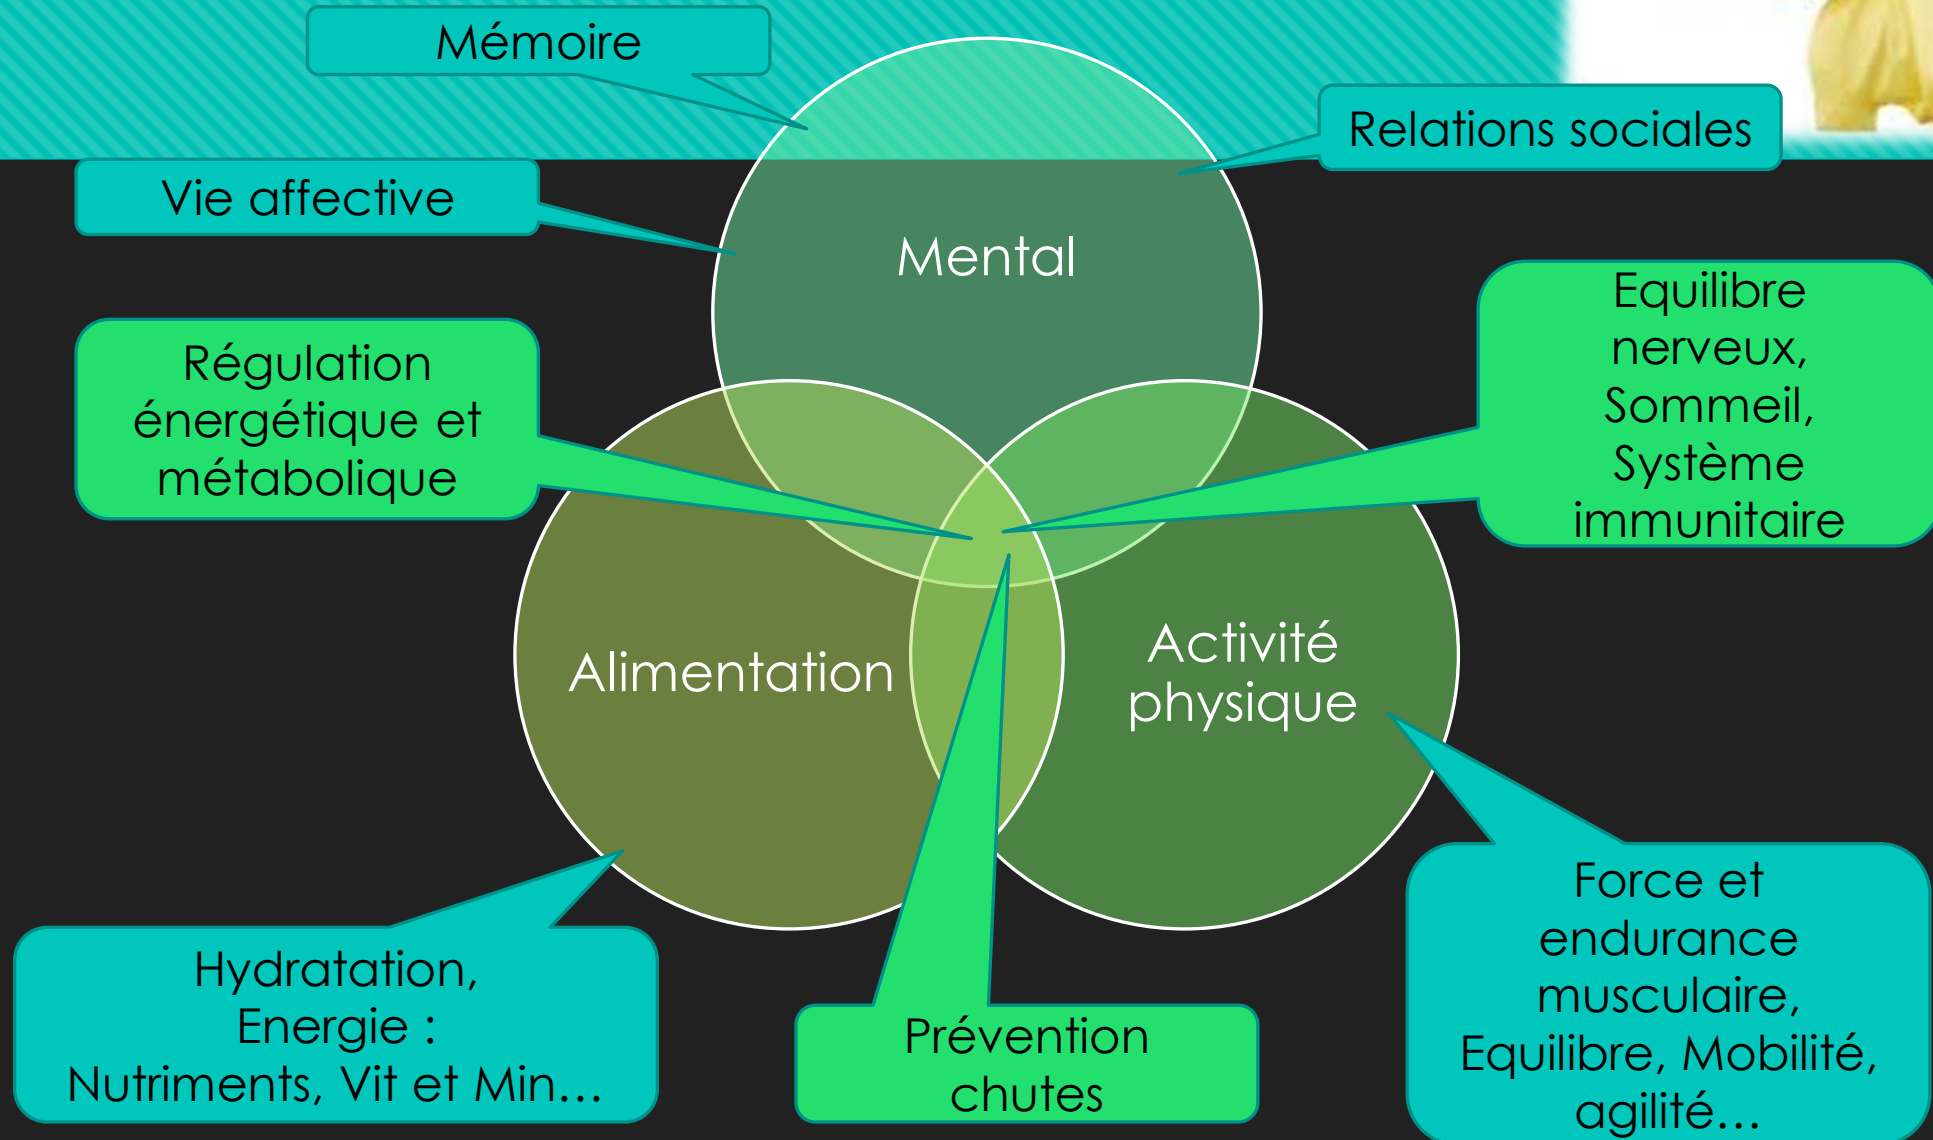 Mémoire
Relations sociales
Vie affective
Mental
Equilibre
nerveux,
Sommeil,
Système
immunitaire
Régulation
énergétique et
métabolique
Alimentation
Activité
physique
Force et
endurance
musculaire,
Equilibre, Mobilité,
agilité…
Hydratation,
Energie :
Nutriments, Vit et Min…
Prévention
chutes